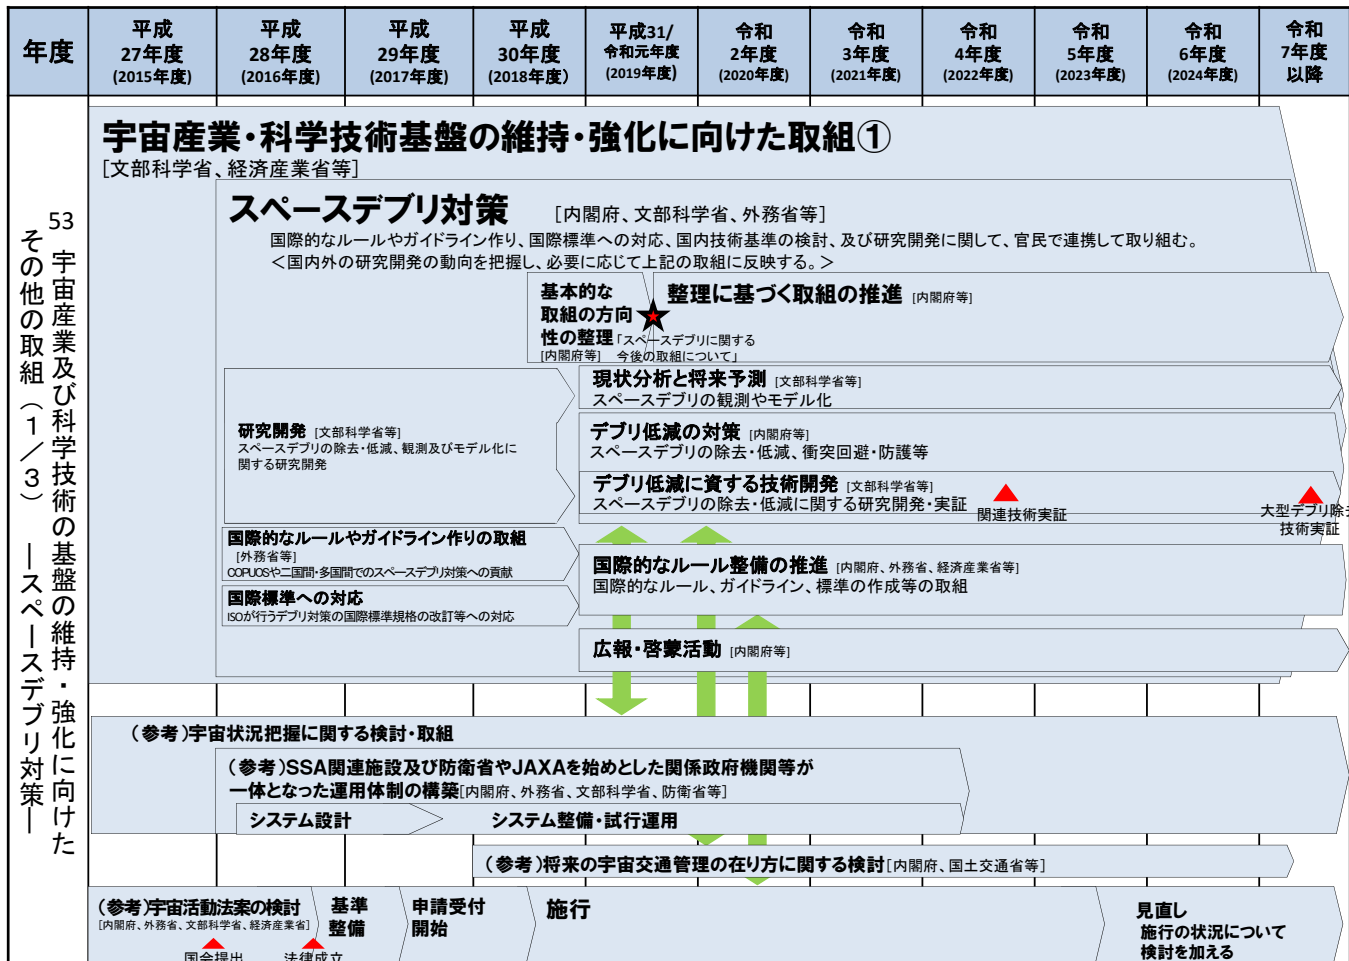 年度
平成
27年度
(2015年度)
平成
28年度
(2016年度)
平成
29年度
(2017年度)
平成
30年度
(2018年度)
平成31/
令和元年度
(2019年度)
令和
2年度
(2020年度)
令和
3年度
(2021年度)
令和
4年度
(2022年度)
令和
5年度
(2023年度)
令和
6年度
(2024年度)
令和
7年度
以降
53 宇宙産業及び科学技術の基盤の維持・強化に向けた
その他の取組（1／3） ―スペースデブリ対策―
宇宙産業・科学技術基盤の維持・強化に向けた取組①
[文部科学省、経済産業省等]
スペースデブリ対策 [内閣府、文部科学省、外務省等]
国際的なルールやガイドライン作り、国際標準への対応、国内技術基準の検討、及び研究開発に関して、官民で連携して取り組む。
＜国内外の研究開発の動向を把握し、必要に応じて上記の取組に反映する。＞
基本的な
取組の方向
性の整理
[内閣府等]
「スペースデブリに関する
今後の取組について」
整理に基づく取組の推進 [内閣府等]
現状分析と将来予測 [文部科学省等]
スペースデブリの観測やモデル化
研究開発 [文部科学省等]
スペースデブリの除去・低減、観測及びモデル化に
関する研究開発
デブリ低減の対策 [内閣府等]
スペースデブリの除去・低減、衝突回避・防護等
デブリ低減に資する技術開発 [文部科学省等]
スペースデブリの除去・低減に関する研究開発・実証
関連技術実証
大型デブリ除去
技術実証
国際的なルールやガイドライン作りの取組
[外務省等]
COPUOSや二国間・多国間でのスペースデブリ対策への貢献
国際標準への対応
ISOが行うデブリ対策の国際標準規格の改訂等への対応
国際的なルール整備の推進 [内閣府、外務省、経済産業省等]
国際的なルール、ガイドライン、標準の作成等の取組
広報・啓蒙活動 [内閣府等]
（参考）宇宙状況把握に関する検討・取組
（参考）SSA関連施設及び防衛省やJAXAを始めとした関係政府機関等が
一体となった運用体制の構築[内閣府、外務省、文部科学省、防衛省等]
システム設計
システム整備・試行運用
（参考）将来の宇宙交通管理の在り方に関する検討[内閣府、国土交通省等]
（参考）宇宙活動法案の検討
[内閣府、外務省、文部科学省、経済産業省]
国会提出
法律成立
基準
整備
申請受付
開始
施行
見直し
施行の状況について
検討を加える